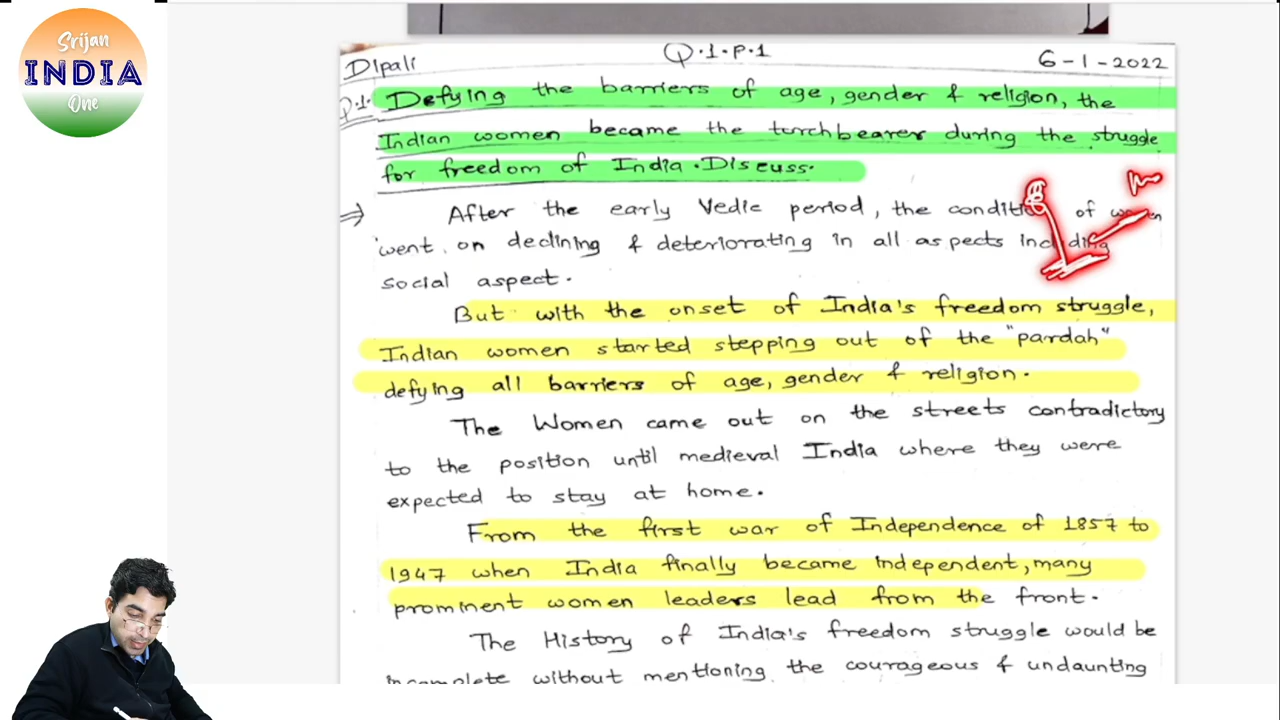 Srijan
INDIA
One
Dipali
Q.1.P.1
6-1-2022
Q.1. Defying the barriers of age, gender & religion, the
Indian women became the torchbearer during the struggle
for freedom of India. Discuss.
⇒ After the early Vedic period, the condition of women
went on declining & deteriorating in all aspects including
social aspect.
But with the onset of India's freedom struggle,
Indian women started stepping out of the "pardah"
defying all barriers of age, gender & religion.
The Women came out on the streets contradictory
to the position until medieval India where they were
expected to stay at home.
From the first war of Independence of 1857 to
1947 when India finally became independent, many
prominent women leaders lead from the front.
The History of India's freedom struggle would be
incomplete without mentioning the courageous & undaunting